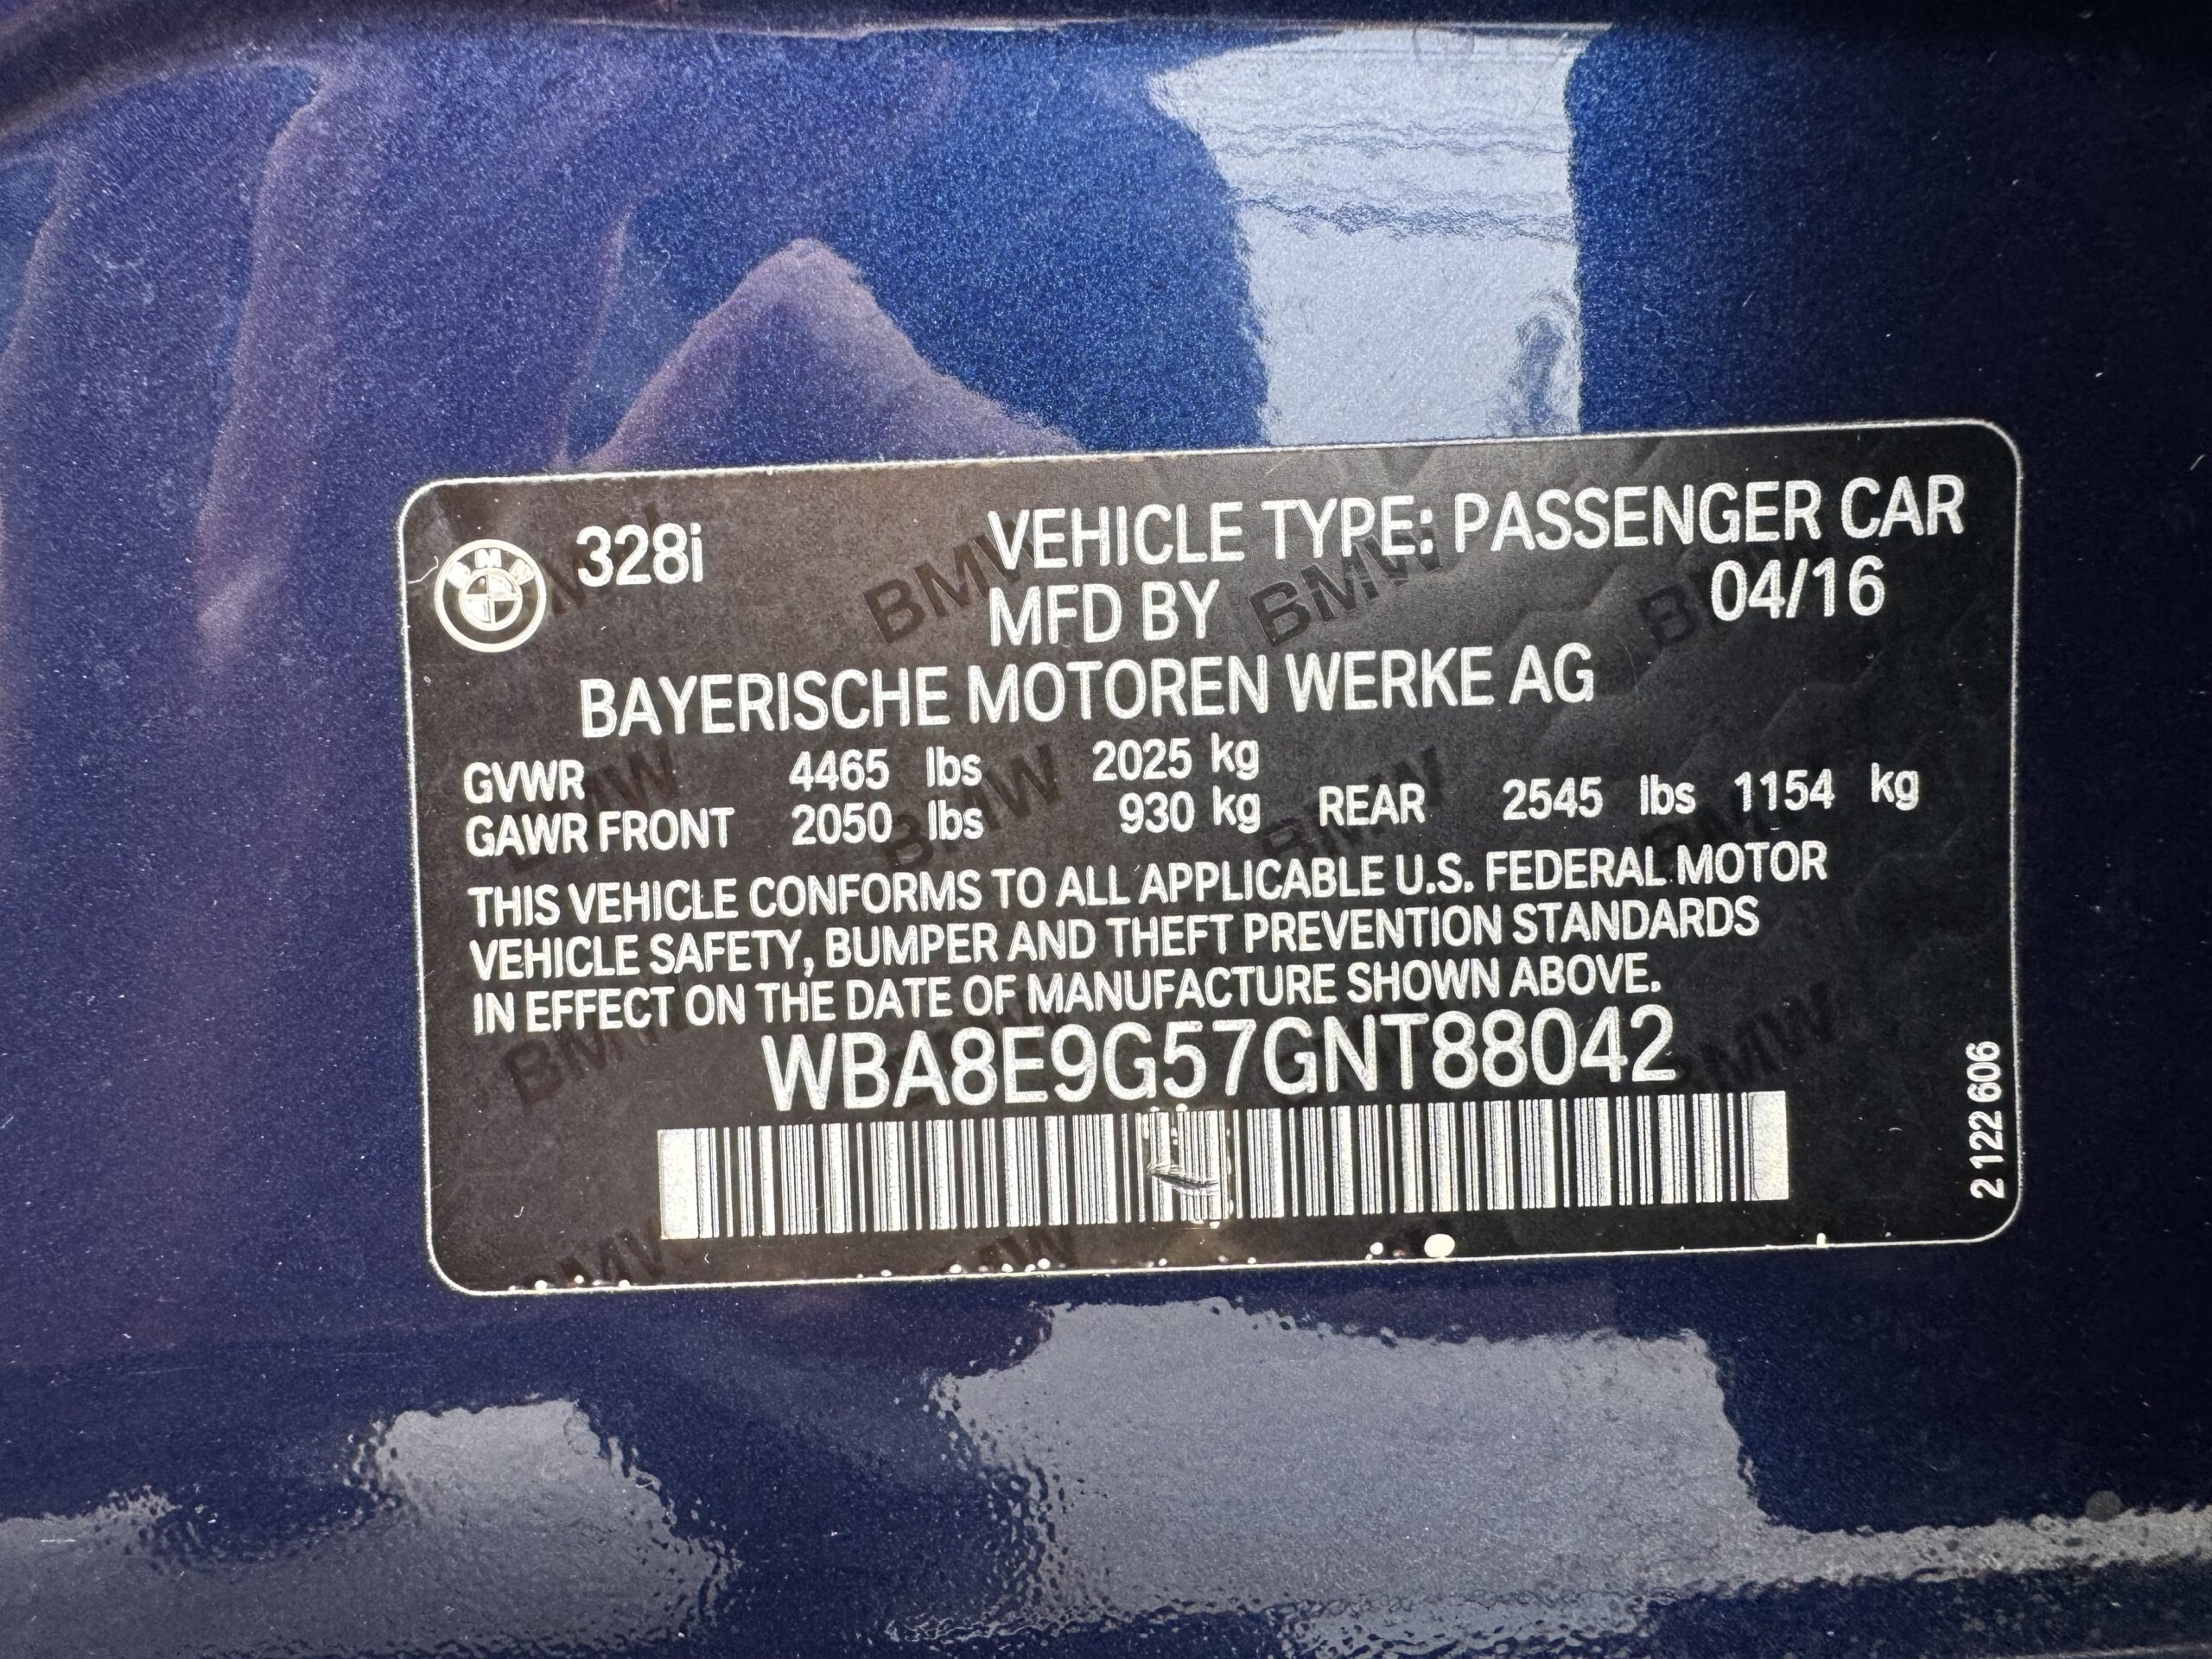 BMW 328i VEHICLE TYPE: PASSENGER CAR
MFD BY 04/16
BAYERISCHE MOTOREN WERKE AG
GVWR 4465 lbs 2025 kg
GAWR FRONT 2050 lbs 930 kg REAR 2545 lbs 1154 kg
THIS VEHICLE CONFORMS TO ALL APPLICABLE U.S. FEDERAL MOTOR
VEHICLE SAFETY, BUMPER AND THEFT PREVENTION STANDARDS
IN EFFECT ON THE DATE OF MANUFACTURE SHOWN ABOVE.
WBA8E9G57GNT88042
2 122 606